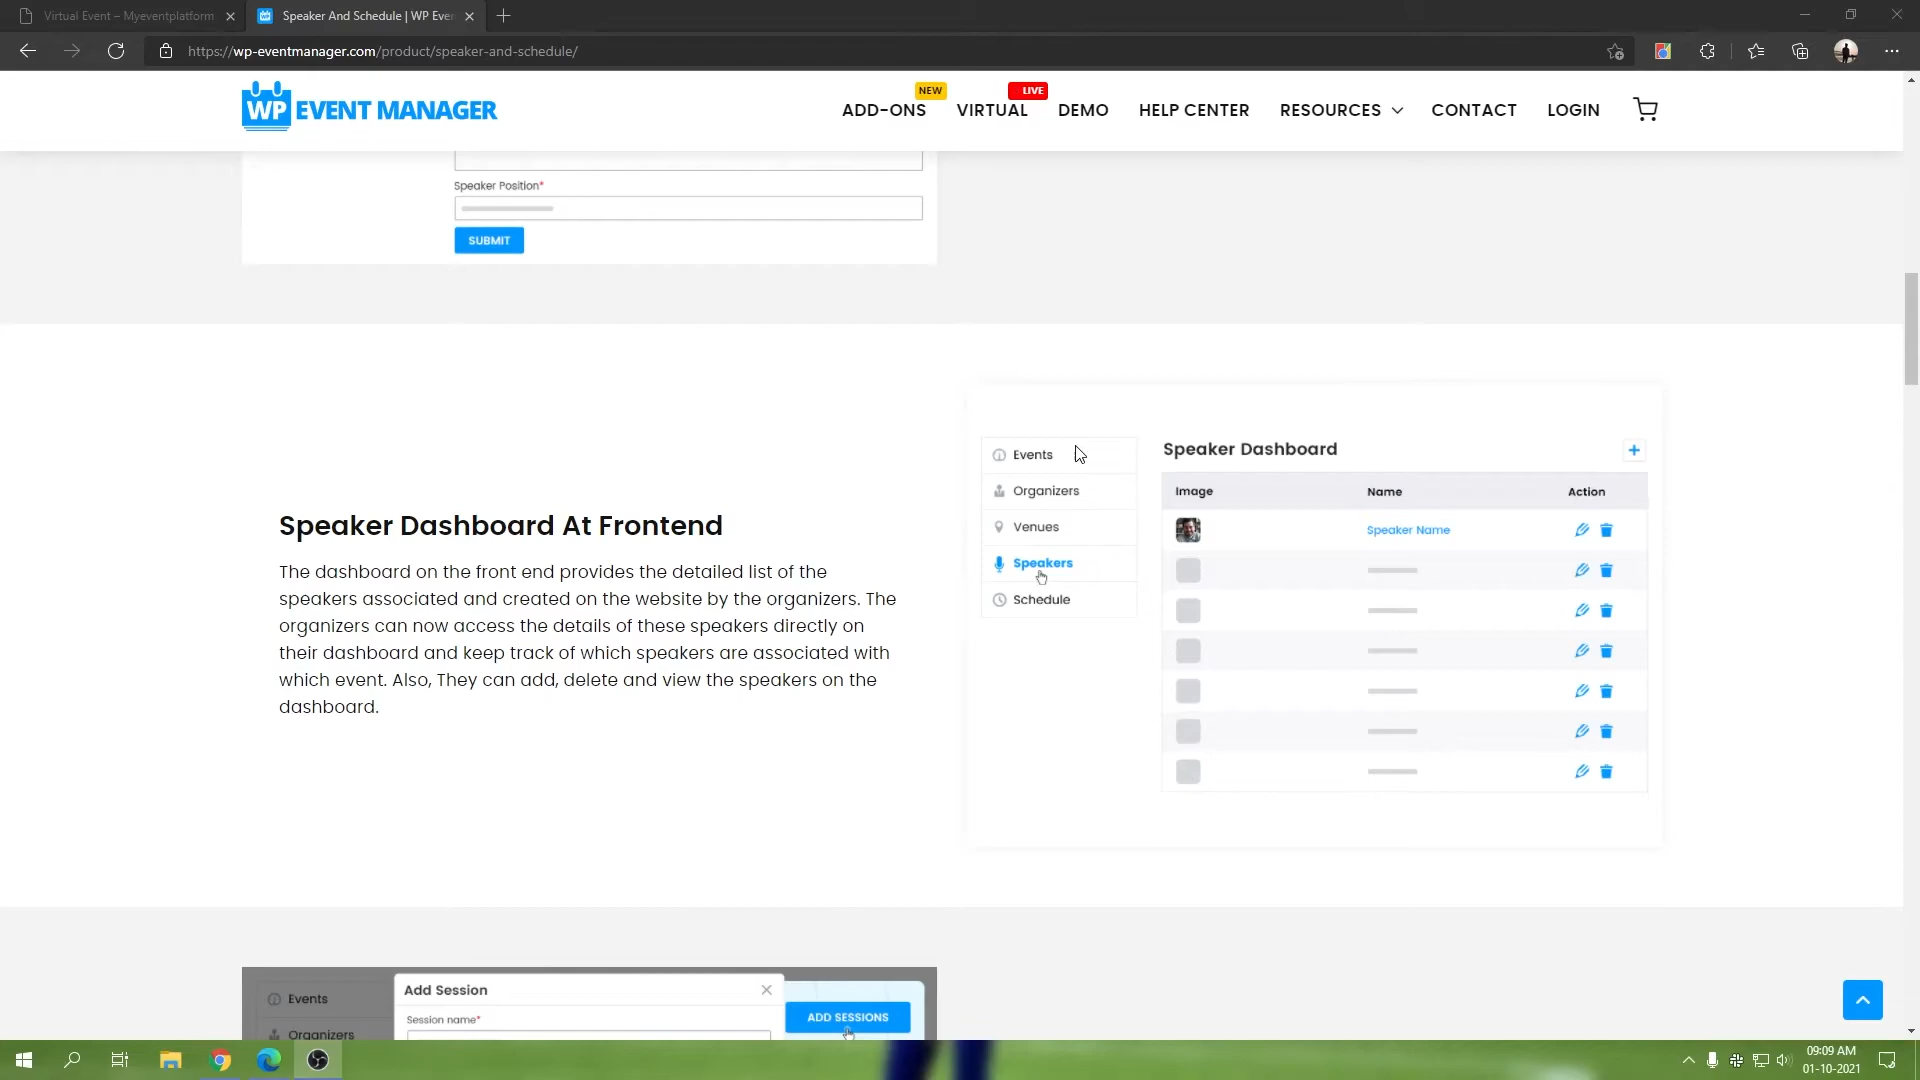 Virtual Event – Myeventplatform
Speaker And Schedule | WP Eve
https://wp-eventmanager.com/product/speaker-and-schedule/
WP EVENT MANAGER
ADD-ONS
NEW
VIRTUAL
LIVE
DEMO
HELP CENTER
RESOURCES
CONTACT
LOGIN
Speaker Position*
SUBMIT
Speaker Dashboard At Frontend
The dashboard on the front end provides the detailed list of the
speakers associated and created on the website by the organizers. The
organizers can now access the details of these speakers directly on
their dashboard and keep track of which speakers are associated with
which event. Also, They can add, delete and view the speakers on the
dashboard.
Events
Organizers
Venues
Speakers
Schedule
Speaker Dashboard
+
Image Name Action
Speaker Name
Events
Organizers
Add Session
Session name*
ADD SESSIONS
09:09 AM
01-10-2021